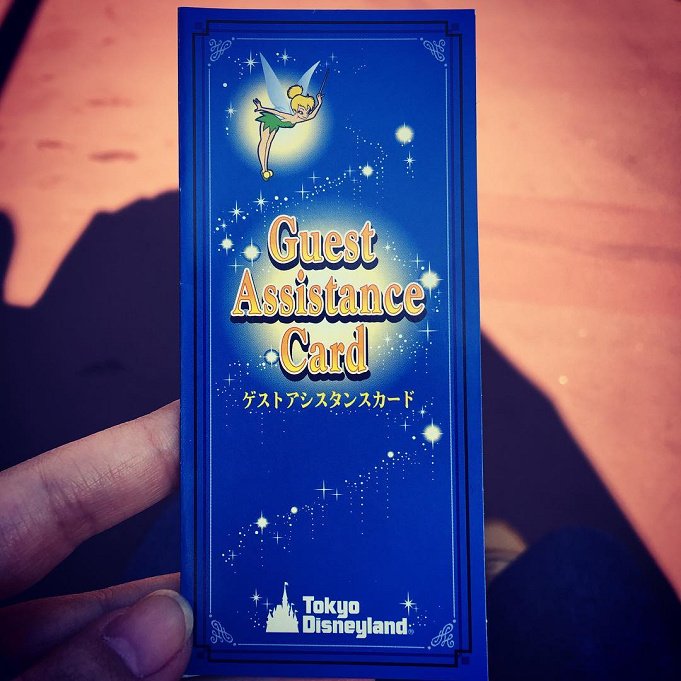 Guest
Assistance
Card
ゲストアシスタンスカード
Tokyo
Disneyland®